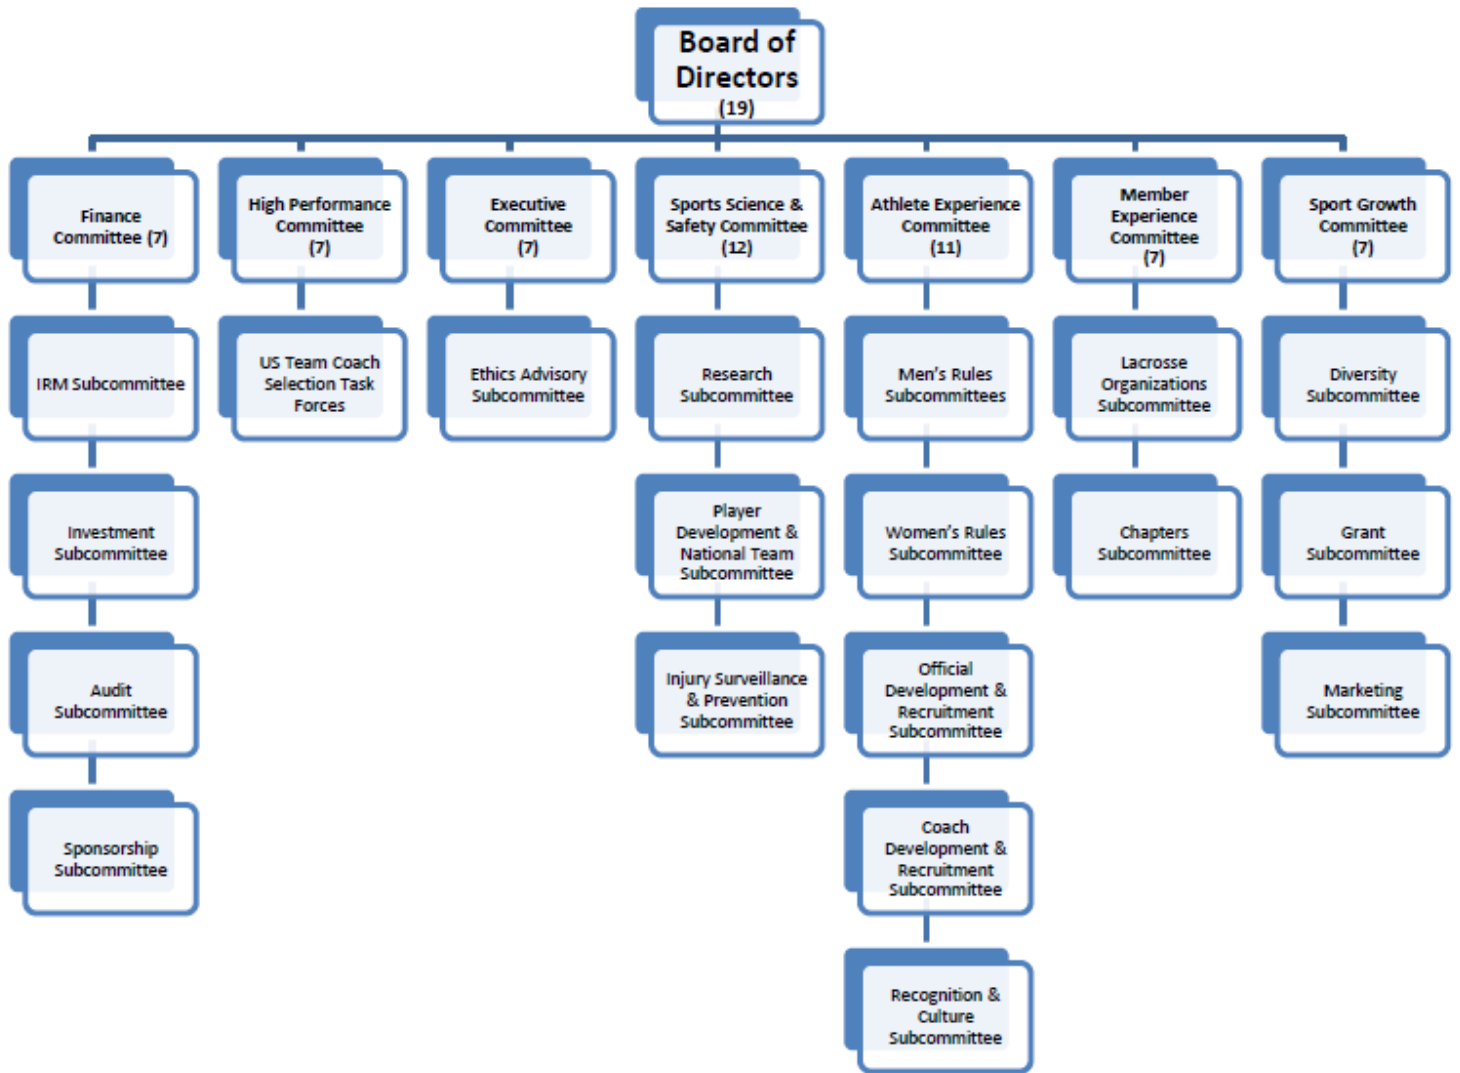 Board of
Directors
(19)
Finance
Committee (7)
High Performance
Committee
(7)
Executive
Committee
(7)
Sports Science &
Safety Committee
(12)
Athlete Experience
Committee
(11)
Member
Experience
Committee
(7)
Sport Growth
Committee
(7)
IRM Subcommittee
US Team Coach
Selection Task
Forces
Ethics Advisory
Subcommittee
Research
Subcommittee
Men's Rules
Subcommittees
Lacrosse
Organizations
Subcommittee
Diversity
Subcommittee
Investment
Subcommittee
Player
Development &
National Team
Subcommittee
Women's Rules
Subcommittee
Chapters
Subcommittee
Grant
Subcommittee
Audit
Subcommittee
Injury Surveillance
& Prevention
Subcommittee
Official
Development &
Recruitment
Subcommittee
Marketing
Subcommittee
Sponsorship
Subcommittee
Coach
Development &
Recruitment
Subcommittee
Recognition &
Culture
Subcommittee